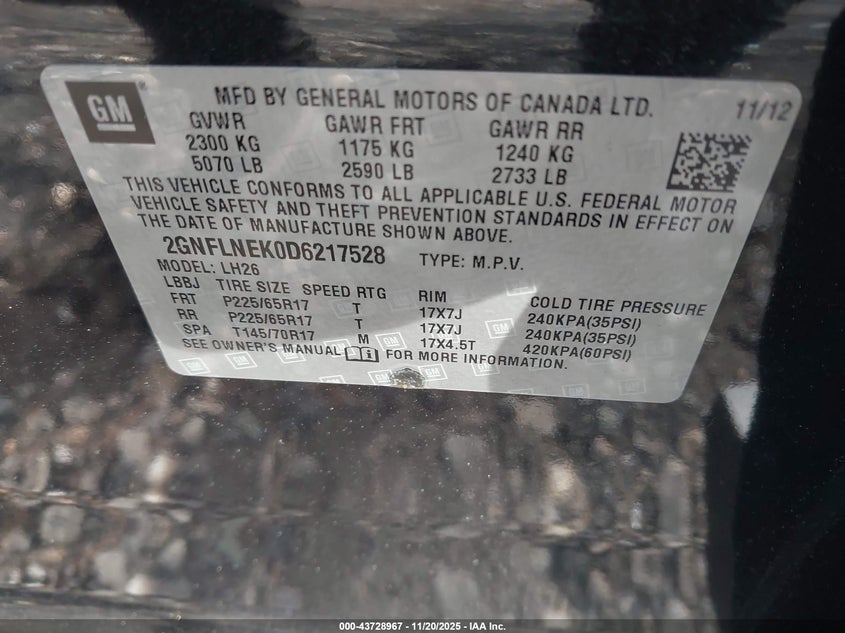 GM
MFD BY GENERAL MOTORS OF CANADA LTD. 11/12
GVWR GAWR FRT GAWR RR
2300 KG 1175 KG 1240 KG
5070 LB 2590 LB 2733 LB
THIS VEHICLE CONFORMS TO ALL APPLICABLE U.S. FEDERAL MOTOR
VEHICLE SAFETY AND THEFT PREVENTION STANDARDS IN EFFECT ON
THE DATE OF MANUFACTURE SHOWN ABOVE.
2GNFLNEK0D6217528 TYPE: M.P.V.
MODEL: LH26
LBBJ TIRE SIZE SPEED RTG RIM COLD TIRE PRESSURE
FRT P225/65R17 T 17X7J 240KPA(35PSI)
RR P225/65R17 T 17X7J 240KPA(35PSI)
SPA T145/70R17 M 17X4.5T 420KPA(60PSI)
SEE OWNER'S MANUAL FOR MORE INFORMATION.
000-43728967 - 11/20/2025 - IAA Inc.